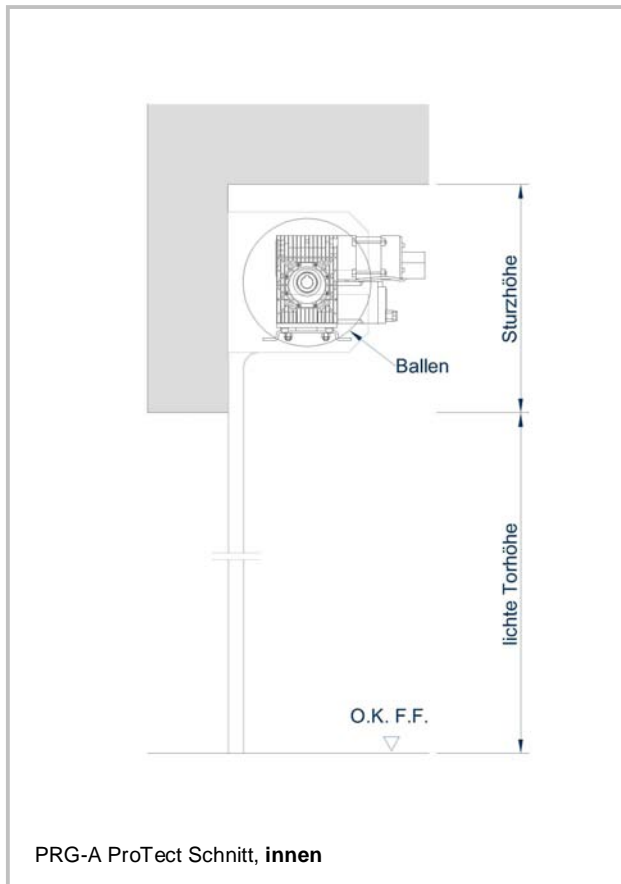 Sturzhöhe
Ballen
lichte Torhöhe
O.K. F.F.
PRG-A ProTect Schnitt, innen